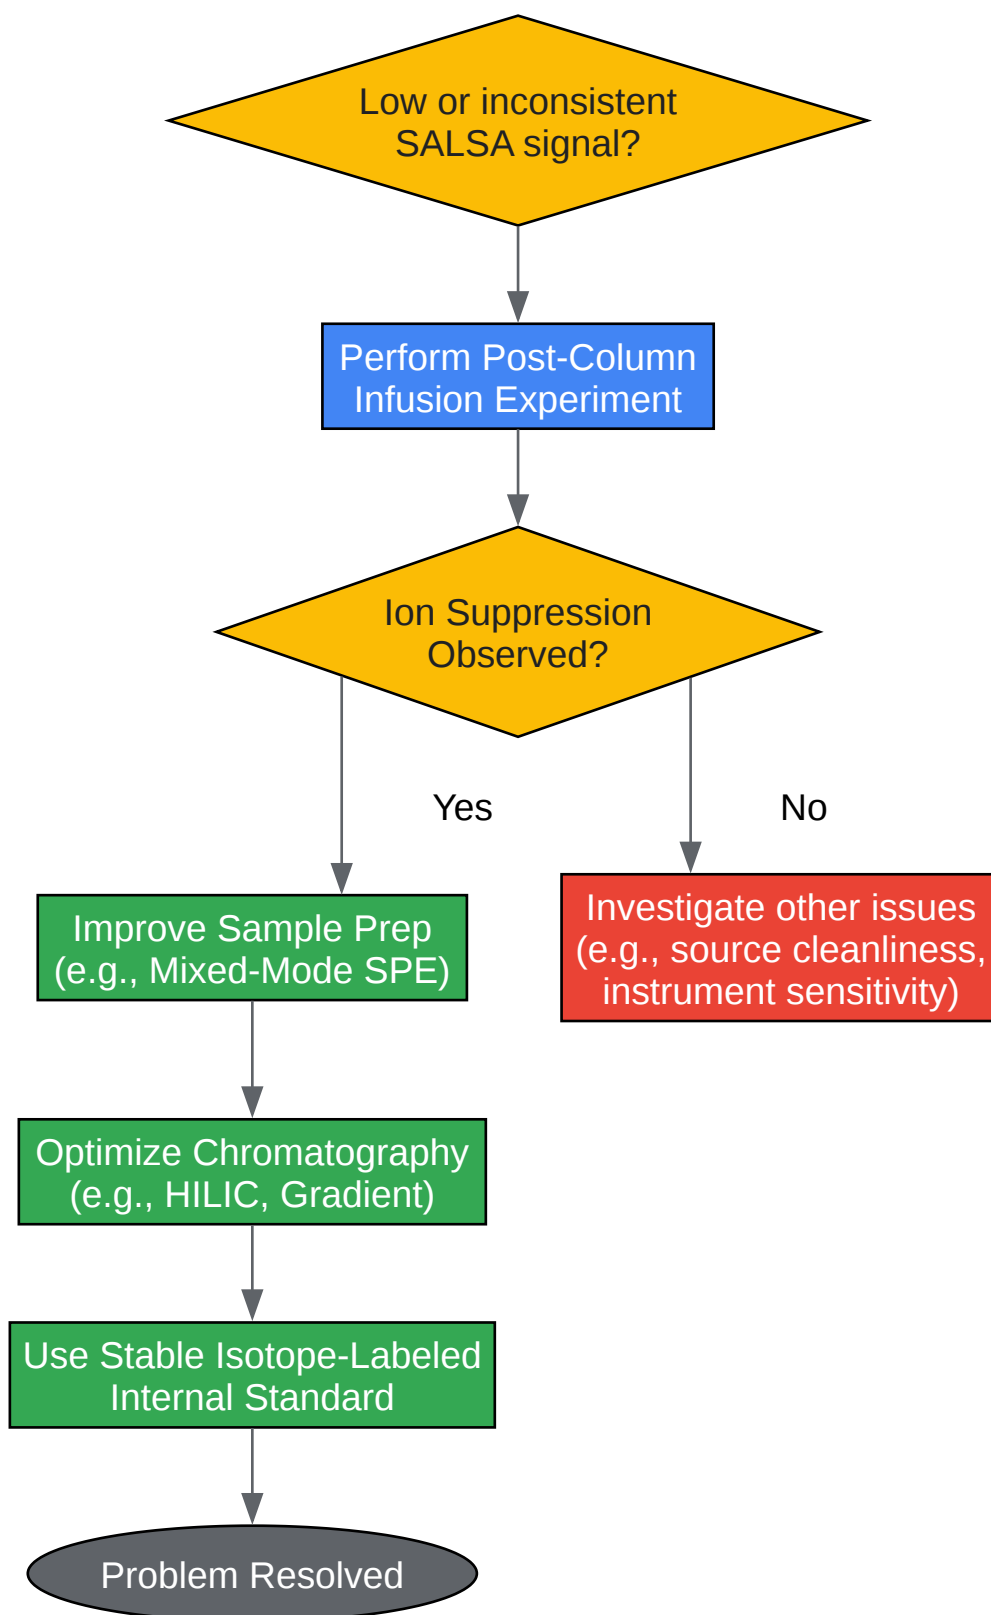 Low or inconsistent
SALSA signal?
Perform Post-Column
Infusion Experiment
Ion Suppression
Observed?
Yes
No
Improve Sample Prep
(e.g., Mixed-Mode SPE)
Investigate other issues
(e.g., source cleanliness,
instrument sensitivity)
Optimize Chromatography
(e.g., HILIC, Gradient)
Use Stable Isotope-Labeled
Internal Standard
Problem Resolved